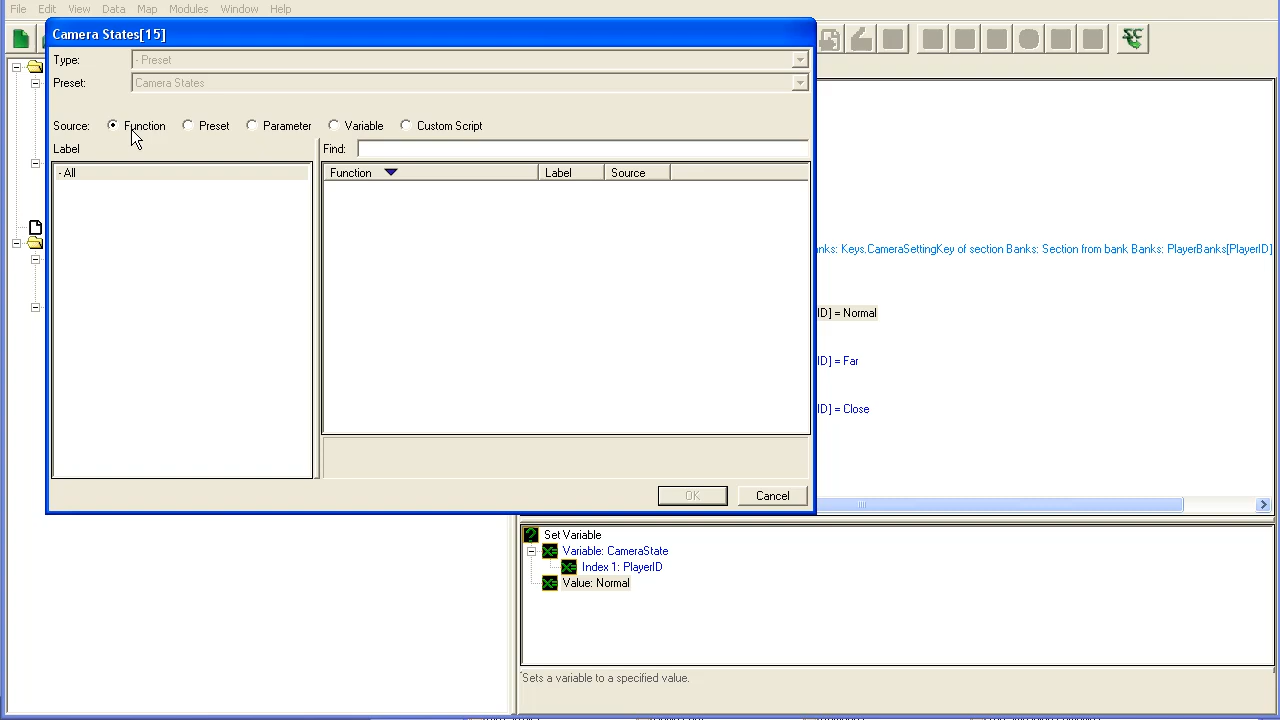 File Edit View Data Map Modules Window Help
Camera States[15]
Type: - Preset
Preset: Camera States
Source: Function Preset Parameter Variable Custom Script
Label Find:
- All Function Label Source
nks: Keys.CameraSettingKey of section Banks: Section from bank Banks: PlayerBanks[PlayerID]
ID] = Normal
ID] = Far
ID] = Close
OK Cancel
Set Variable
Variable: CameraState
Index 1: PlayerID
Value: Normal
Sets a variable to a specified value.